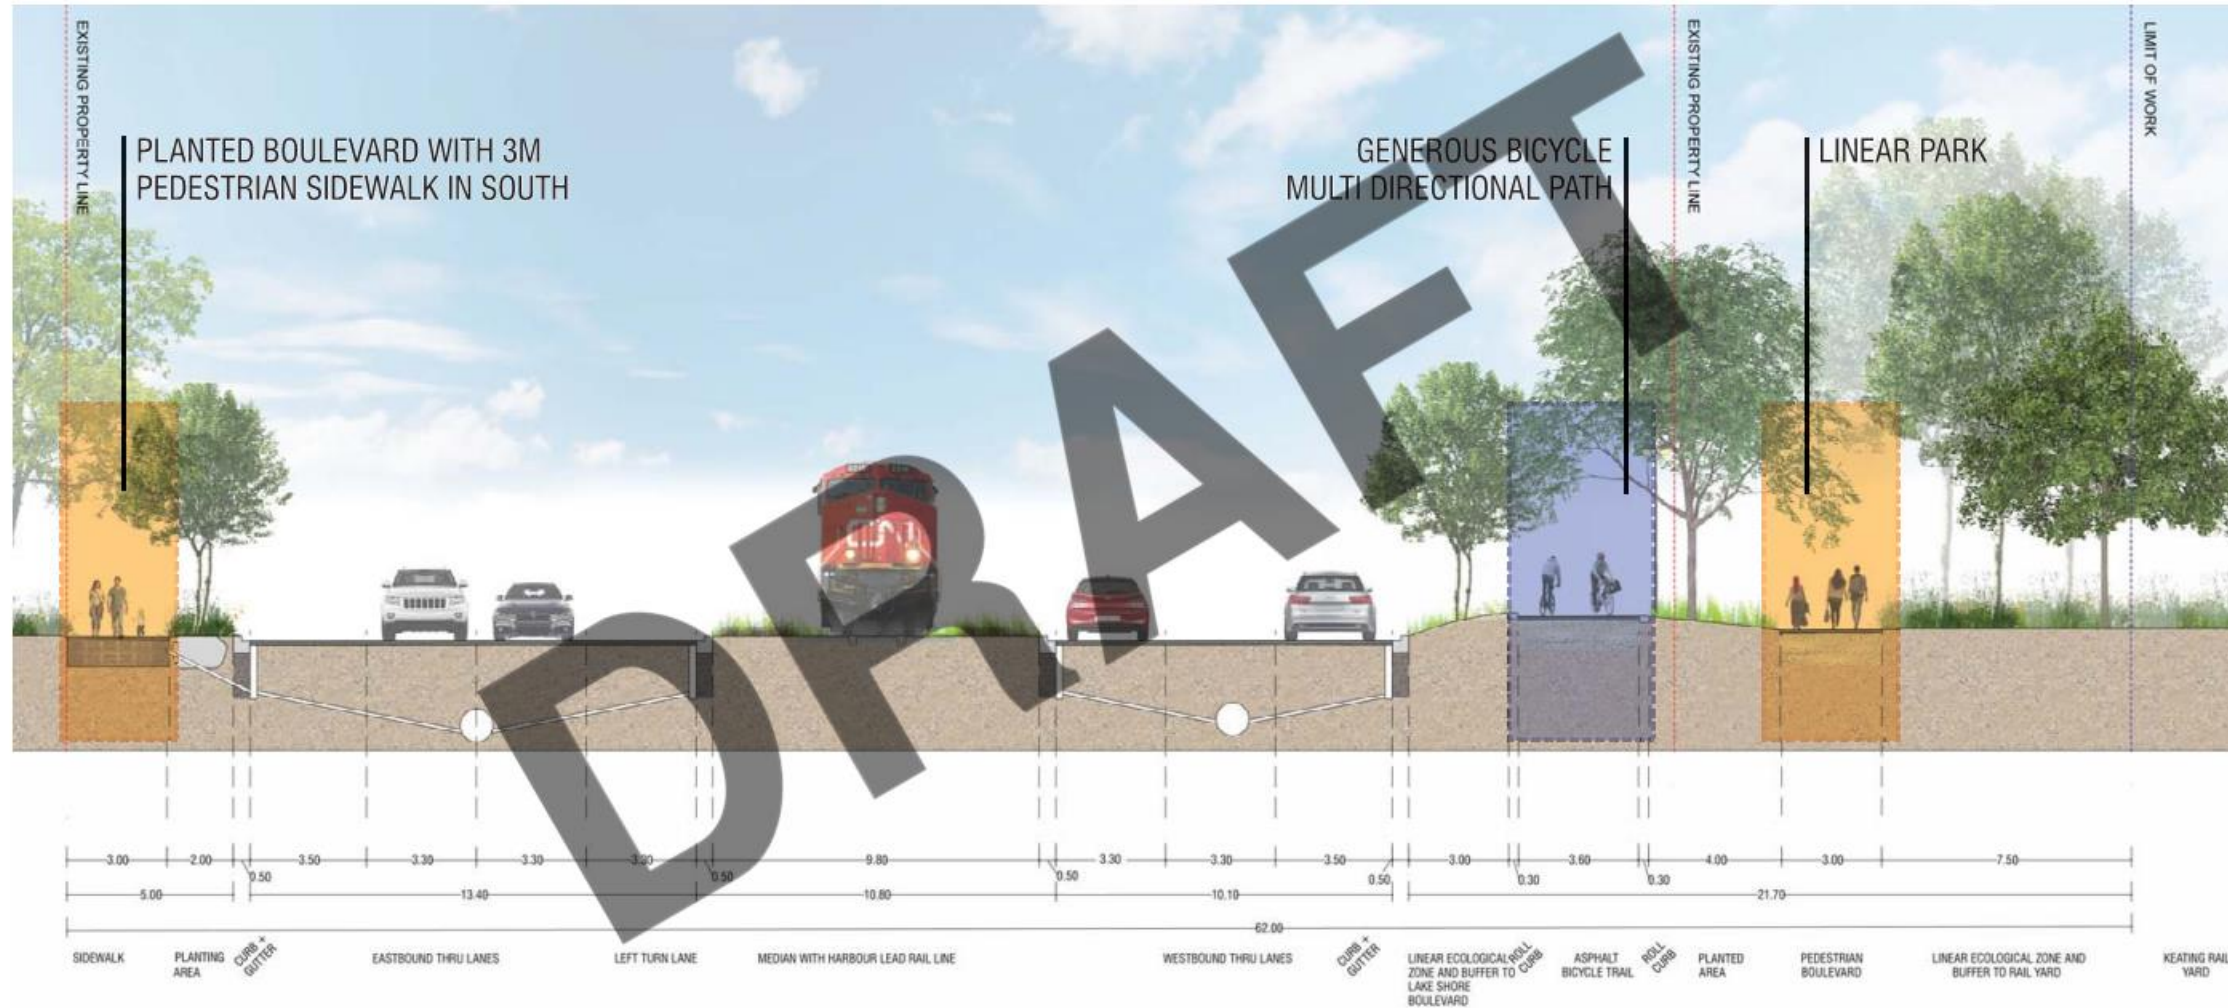 EXISTING PROPERTY LINE
PLANTED BOULEVARD WITH 3M
PEDESTRIAN SIDEWALK IN SOUTH
GENEROUS BICYCLE
MULTI DIRECTIONAL PATH
EXISTING PROPERTY LINE
LINEAR PARK
LIMIT OF WORK
DRAFT
CN
3.00 2.00 3.50 3.30 3.30 3.30 9.80 3.30 3.30 3.50 3.00 3.60 4.00 3.00 7.50
0.50 0.50 0.50 0.50 0.30 0.30
5.00 13.40 10.80 10.10 21.70
62.00
SIDEWALK
PLANTING
AREA
CURB +
GUTTER
EASTBOUND THRU LANES
LEFT TURN LANE
MEDIAN WITH HARBOUR LEAD RAIL LINE
WESTBOUND THRU LANES
CURB +
GUTTER
LINEAR ECOLOGICAL
ZONE AND BUFFER TO
LAKE SHORE
BOULEVARD
ROLL
CURB
ASPHALT
BICYCLE TRAIL
ROLL
CURB
PLANTED
AREA
PEDESTRIAN
BOULEVARD
LINEAR ECOLOGICAL ZONE AND
BUFFER TO RAIL YARD
KEATING RAIL
YARD